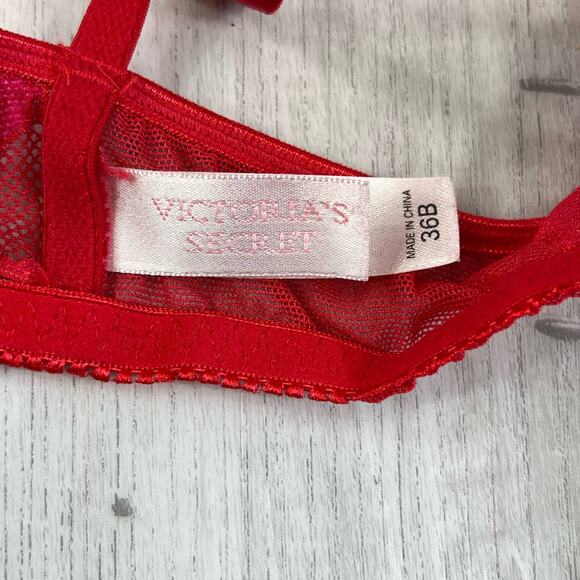 VICTORIA'S
SECRET
MADE IN CHINA
36B